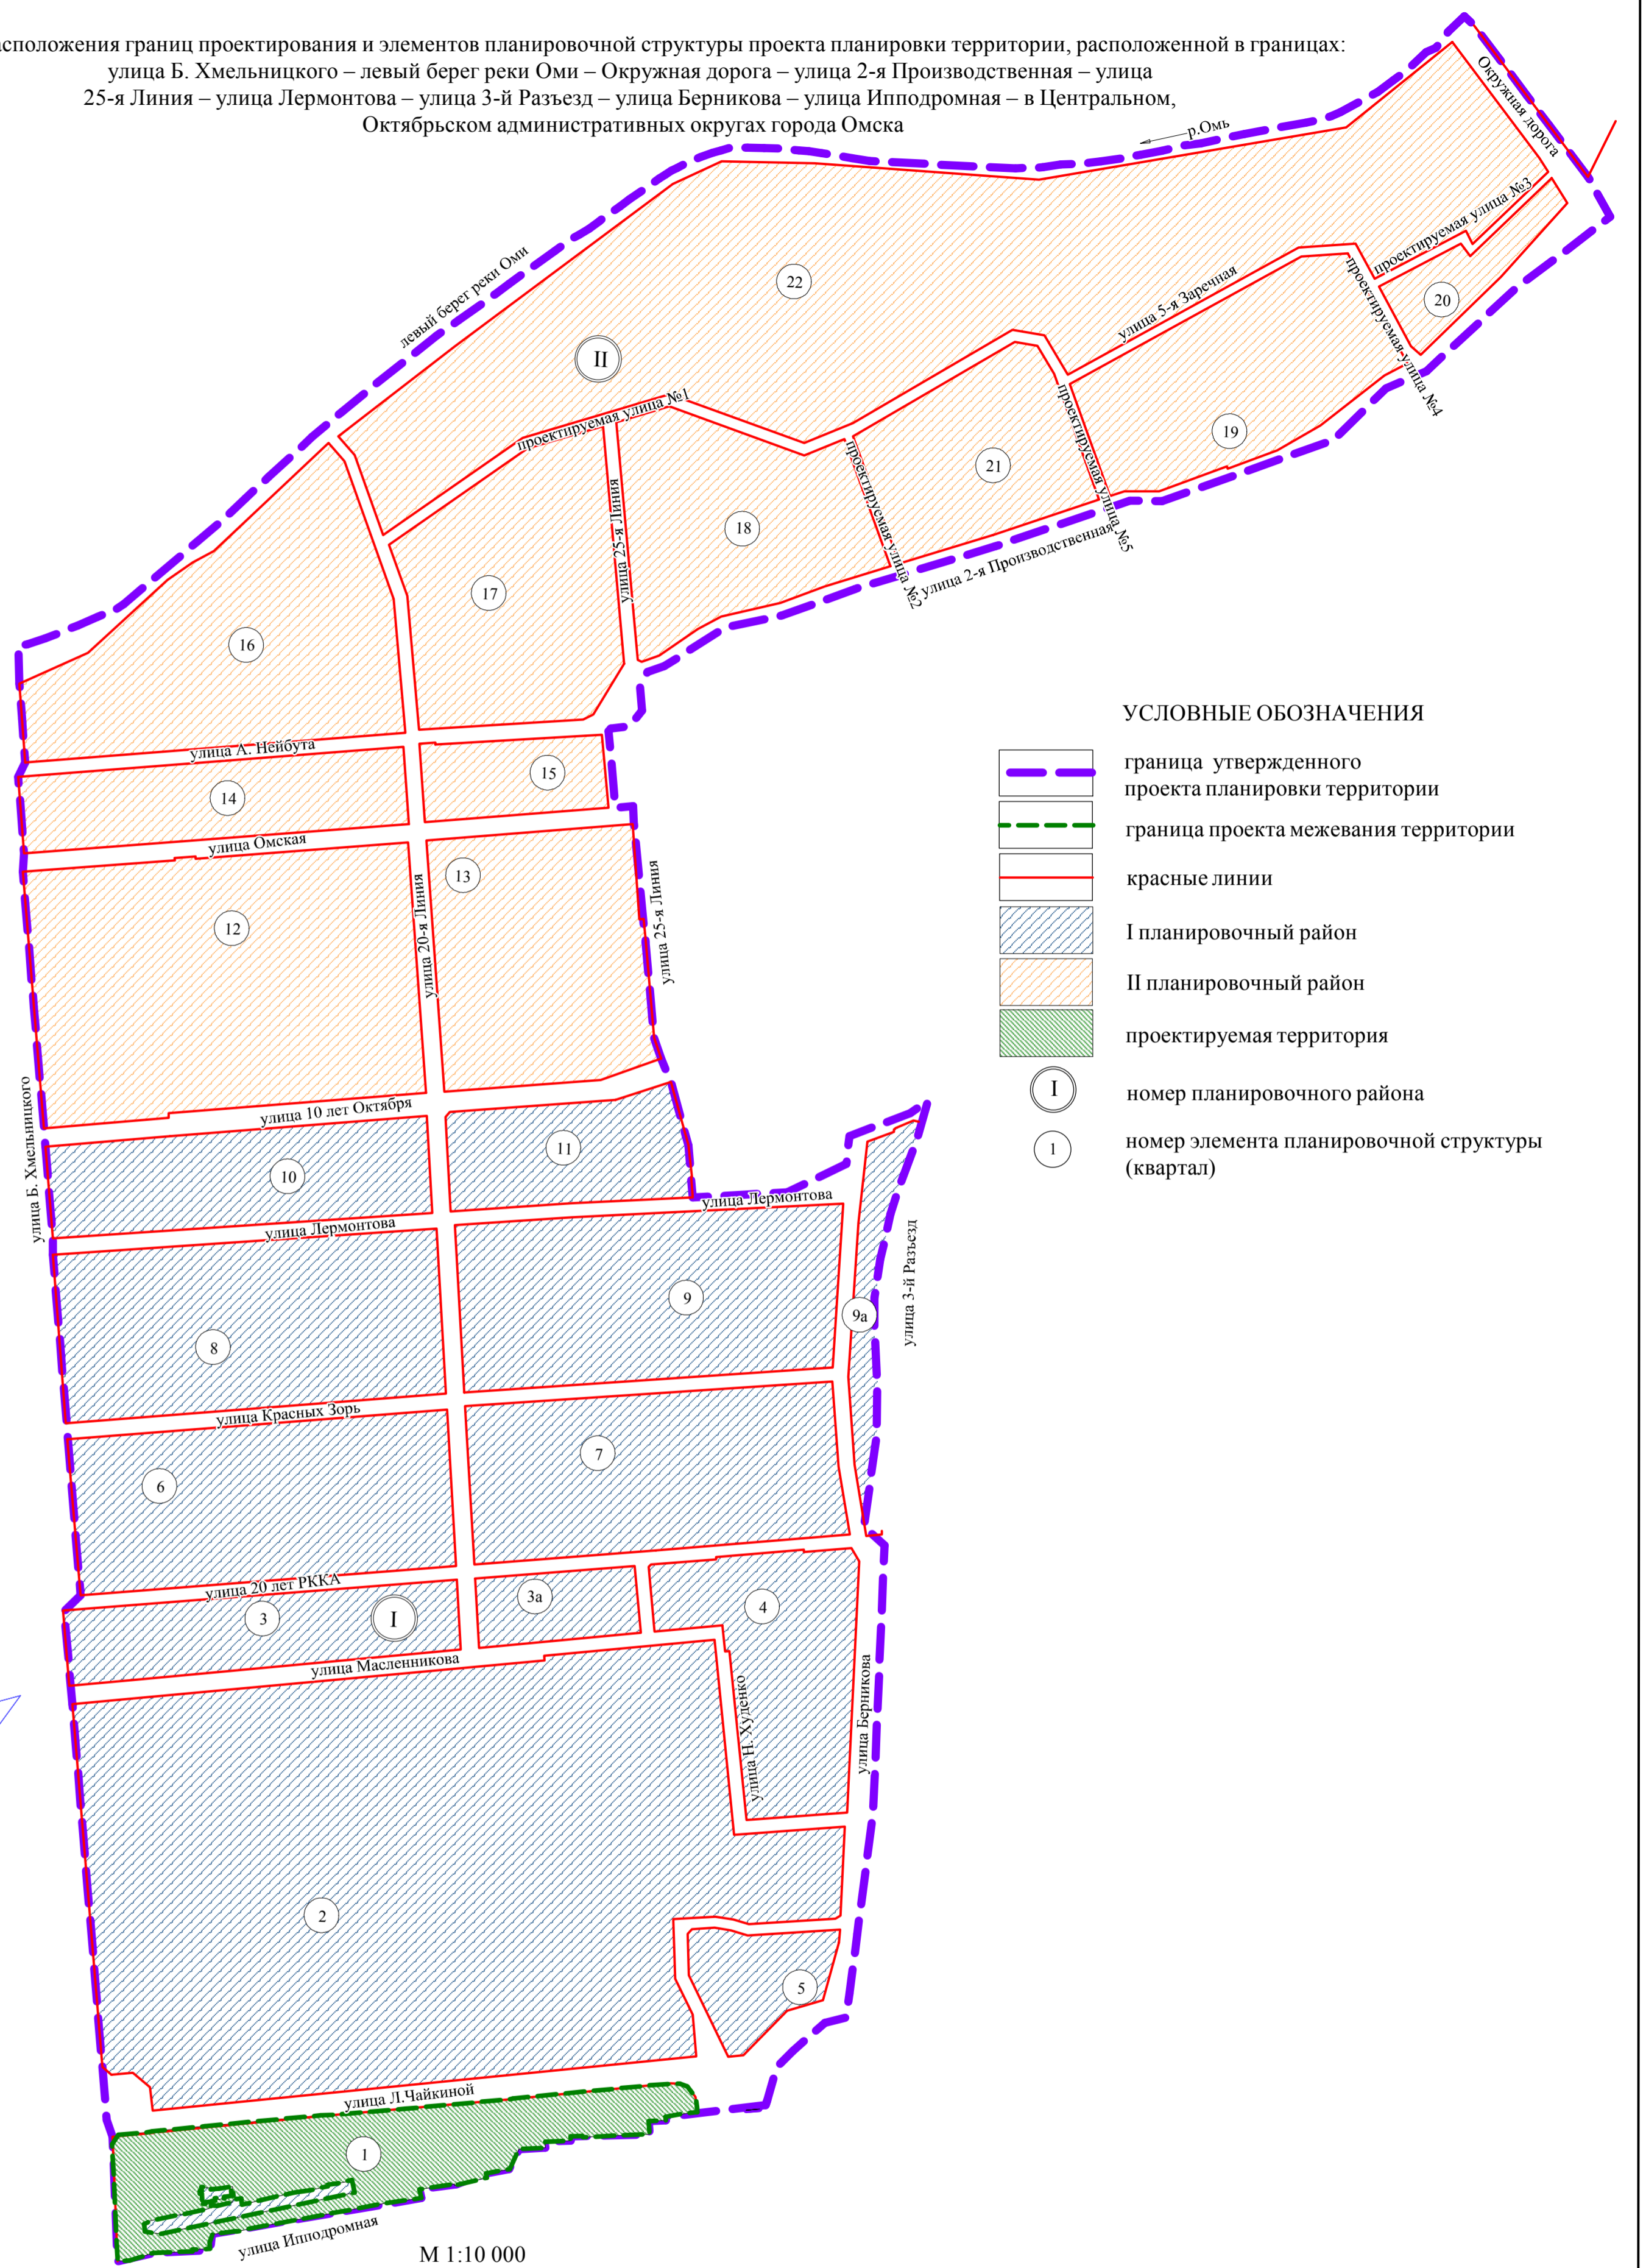 асположения границ проектирования и элементов планировочной структуры проекта планировки территории, расположенной в границах:
улица Б. Хмельницкого – левый берег реки Оми – Окружная дорога – улица 2-я Производственная – улица
25-я Линия – улица Лермонтова – улица 3-й Разъезд – улица Берникова – улица Ипподромная – в Центральном,
Октябрьском административных округах города Омска
Окружная дорога
р.Омь
проектируемая улица №3
левый берег реки Оми
22
улица 5-я Заречная
проектируемая улица №4
20
II
проектируемая улица №1
проектируемая улица №5
19
проектируемая улица №2
21
18
улица 25-я Линия
улица 2-я Производственная
17
16
улица А. Нейбута
15
14
улица Омская
13
12
улица 20-я Линия
улица 25-я Линия
улица Б. Хмельницкого
улица 10 лет Октября
11
10
улица Лермонтова
улица Лермонтова
улица 3-й Разъезд
9
9а
8
улица Красных Зорь
7
6
улица 20 лет РККА
3
I
3а
4
улица Масленникова
улица Н. Худенко
улица Берникова
2
5
улица Л.Чайкиной
1
улица Ипподромная
М 1:10 000
УСЛОВНЫЕ ОБОЗНАЧЕНИЯ
граница утвержденного
проекта планировки территории
граница проекта межевания территории
красные линии
I планировочный район
II планировочный район
проектируемая территория
I
номер планировочного района
1
номер элемента планировочной структуры
(квартал)